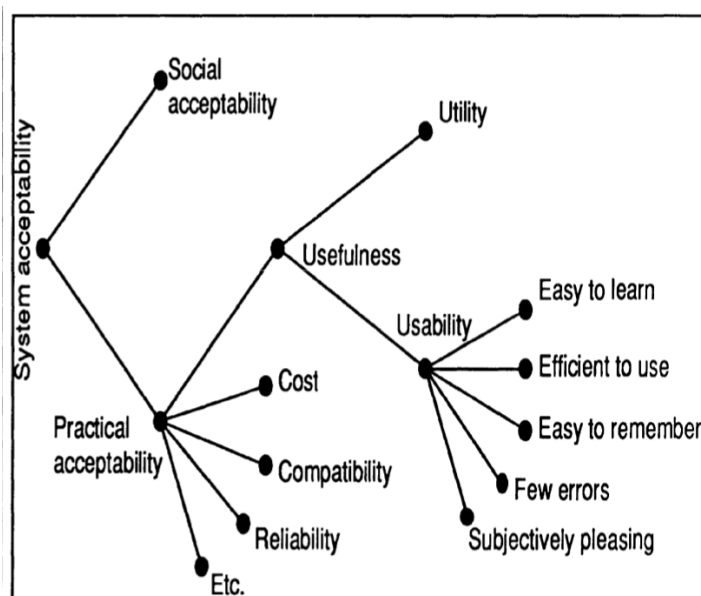 Social
acceptability
Utility
System acceptability
Usefulness
Easy to learn
Usability
Efficient to use
Cost
Practical
acceptability
Easy to remember
Compatibility
Few errors
Reliability
Subjectively pleasing
Etc.